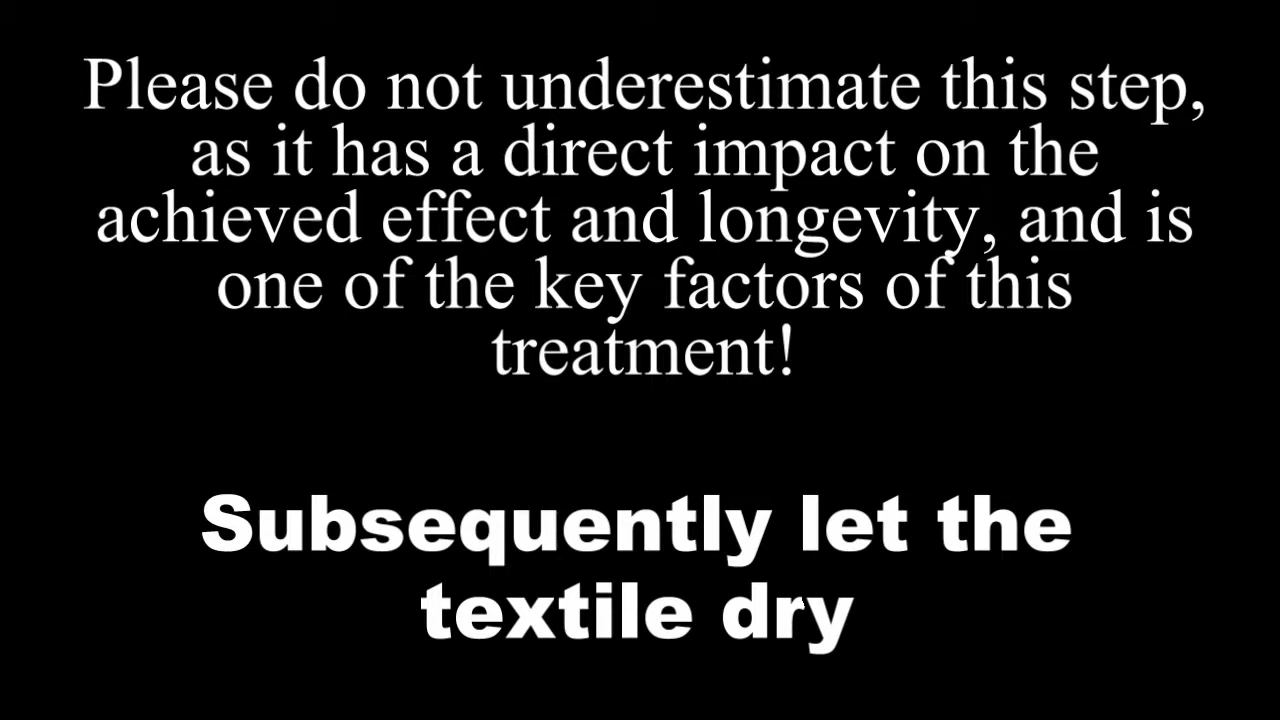 Please do not underestimate this step,
as it has a direct impact on the
achieved effect and longevity, and is
one of the key factors of this
treatment!
Subsequently let the
textile dry